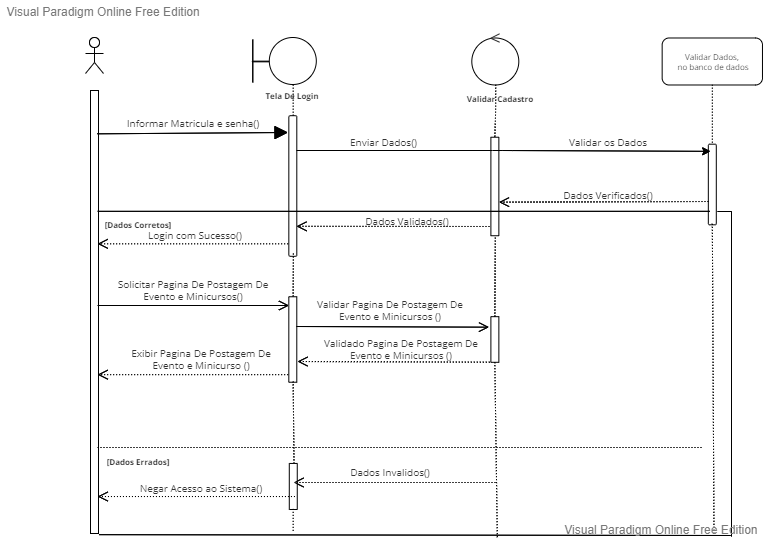 Visual Paradigm Online Free Edition
Validar Dados,
no banco de dados
Tela De Login
Validar Cadastro
Informar Matricula e senha()
Enviar Dados()
Validar os Dados
Dados Verificados()
[Dados Corretos]
Dados Validados()
Login com Sucesso()
Solicitar Pagina De Postagem De
Evento e Minicursos()
Validar Pagina De Postagem De
Evento e Minicursos ()
Validado Pagina De Postagem De
Evento e Minicursos ()
Exibir Pagina De Postagem De
Evento e Minicurso ()
[Dados Errados]
Dados Invalidos()
Negar Acesso ao Sistema()
Visual Paradigm Online Free Edition